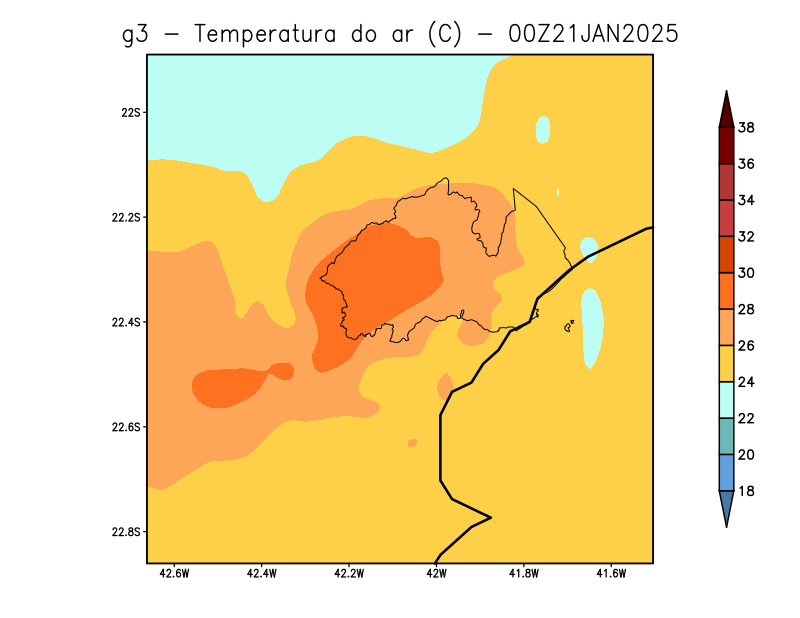 g3 − Temperatura do ar (C) − 00Z21JAN2025
22S
22.2S
22.4S
22.6S
22.8S
42.6W
42.4W
42.2W
42W
41.8W
41.6W
38
36
34
32
30
28
26
24
22
20
18